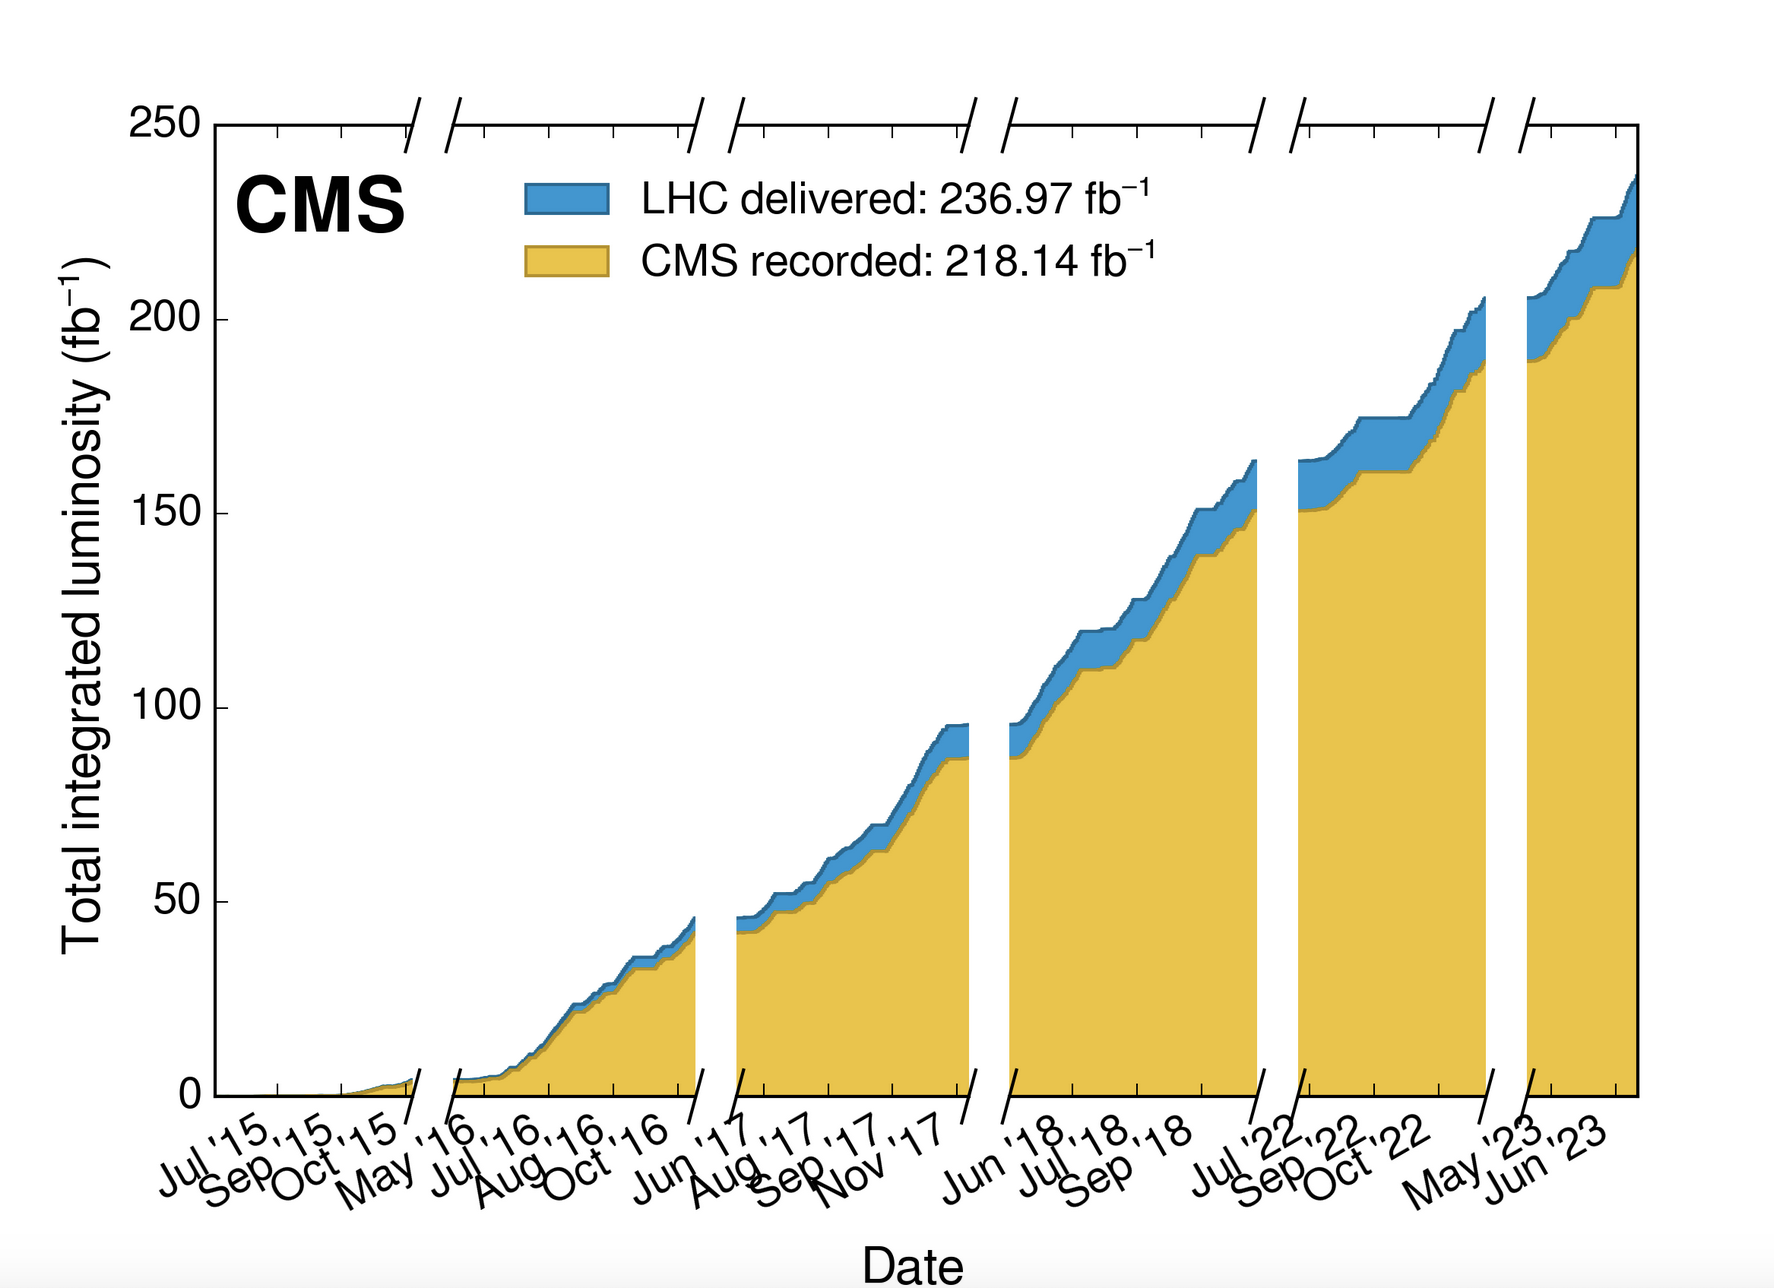 250
CMS
LHC delivered: 236.97 fb⁻¹
CMS recorded: 218.14 fb⁻¹
Total integrated luminosity (fb⁻¹)
200
150
100
50
0
Jul '15
Sep '15
Oct '15
May '16
Jul '16
Aug '16
Oct '16
Jun '17
Aug '17
Sep '17
Nov '17
Jun '18
Jul '18
Sep '18
Jul '22
Sep '22
Oct '22
May '23
Jun '23
Date